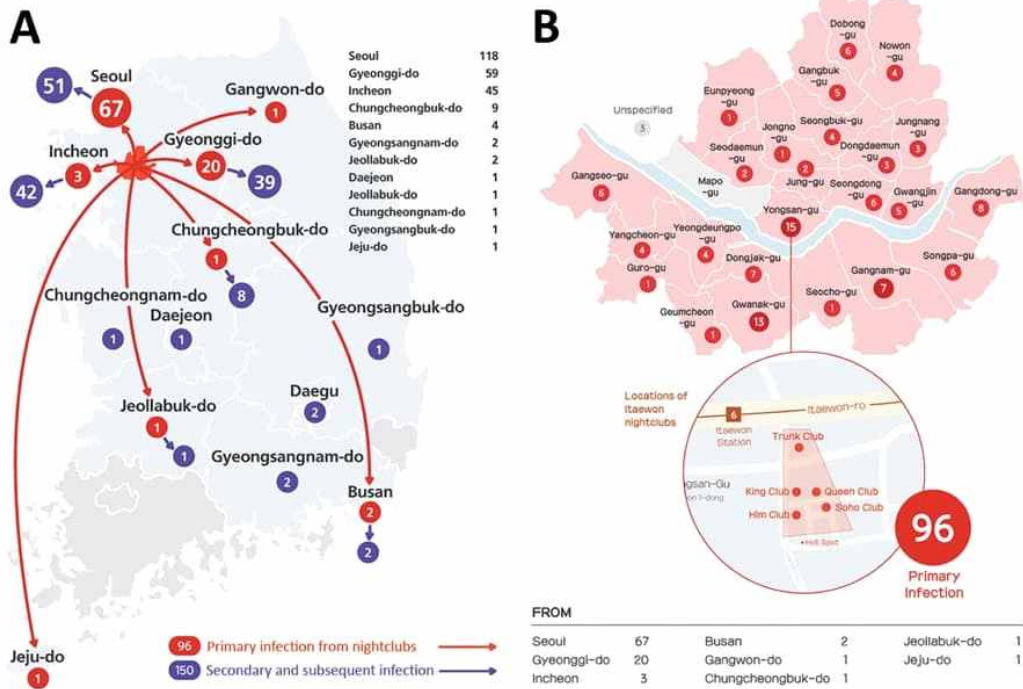 A
Seoul 118
Gyeonggi-do 59
Incheon 45
Chungcheongbuk-do 9
Busan 4
Gyeongsangnam-do 2
Jeollabuk-do 2
Daejeon 1
Jeollabuk-do 1
Chungcheongnam-do 1
Gyeongsangbuk-do 1
Jeju-do 1
51
Seoul
67
Gangwon-do
1
Gyeonggi-do
20
39
Incheon
3
42
Chungcheongbuk-do
1
8
Chungcheongnam-do
1
Daejeon
1
Gyeongsangbuk-do
1
Jeollabuk-do
1
1
Daegu
2
Gyeongsangnam-do
2
Busan
2
2
Jeju-do
1
96 Primary infection from nightclubs
150 Secondary and subsequent infection
B
Dobong
-gu
6
Nowon
-gu
4
Gangbuk
-gu
5
Eunpyeong
-gu
1
Unspecified
3
Jongno
-gu
1
Seongbuk-gu
4
Jungnang
-gu
3
Seodaemun
-gu
2
Dongdaemun
-gu
3
Jung-gu
2
Gangseo-gu
6
Mapo
-gu
Seongdong
-gu
6
Gwangjin
-gu
5
Gangdong-gu
8
Yongsan-gu
15
Yangcheon-gu
4
Yeongdeungpo
-gu
4
Dongjak-gu
7
Songpa-gu
6
Guro-gu
1
Gangnam-gu
7
Seocho-gu
1
Gwanak-gu
13
Geumcheon
-gu
1
Locations of
Itaewon
nightclubs
6
Itaewon-ro
Itaewon
Station
Trunk Club
gsan-Gu
King Club
Queen Club
Soho Club
Him Club
96
Primary
Infection
FROM
Seoul 67 Busan 2 Jeollabuk-do 1
Gyeonggi-do 20 Gangwon-do 1 Jeju-do 1
Incheon 3 Chungcheongbuk-do 1